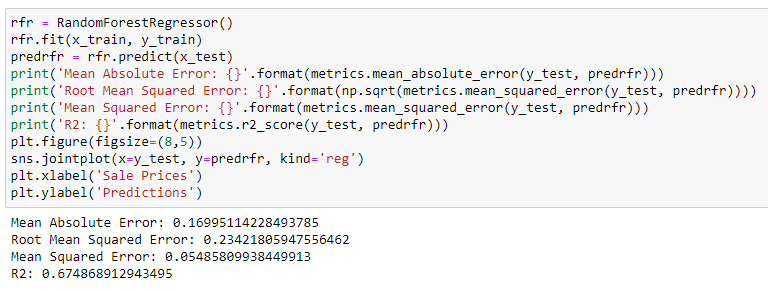 rfr = RandomForestRegressor()
rfr.fit(x_train, y_train)
predrfr = rfr.predict(x_test)
print('Mean Absolute Error: {}'.format(metrics.mean_absolute_error(y_test, predrfr)))
print('Root Mean Squared Error: {}'.format(np.sqrt(metrics.mean_squared_error(y_test, predrfr))))
print('Mean Squared Error: {}'.format(metrics.mean_squared_error(y_test, predrfr)))
print('R2: {}'.format(metrics.r2_score(y_test, predrfr)))
plt.figure(figsize=(8,5))
sns.jointplot(x=y_test, y=predrfr, kind='reg')
plt.xlabel('Sale Prices')
plt.ylabel('Predictions')
Mean Absolute Error: 0.16995114228493785
Root Mean Squared Error: 0.23421805947556462
Mean Squared Error: 0.05485809938449913
R2: 0.674868912943495